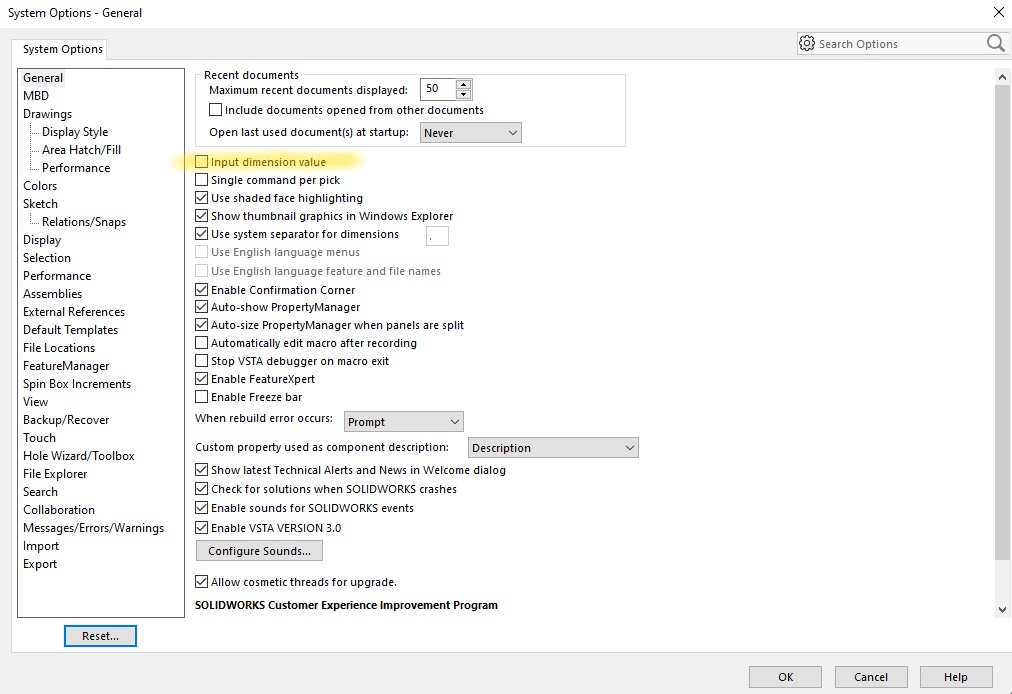 System Options - General
System Options
Search Options
General
MBD
Drawings
Display Style
Area Hatch/Fill
Performance
Colors
Sketch
Relations/Snaps
Display
Selection
Performance
Assemblies
External References
Default Templates
File Locations
FeatureManager
Spin Box Increments
View
Backup/Recover
Touch
Hole Wizard/Toolbox
File Explorer
Search
Collaboration
Messages/Errors/Warnings
Import
Export
Reset...
Recent documents
Maximum recent documents displayed: 50
Include documents opened from other documents
Open last used document(s) at startup: Never
Input dimension value
Single command per pick
Use shaded face highlighting
Show thumbnail graphics in Windows Explorer
Use system separator for dimensions .
Use English language menus
Use English language feature and file names
Enable Confirmation Corner
Auto-show PropertyManager
Auto-size PropertyManager when panels are split
Automatically edit macro after recording
Stop VSTA debugger on macro exit
Enable FeatureXpert
Enable Freeze bar
When rebuild error occurs: Prompt
Custom property used as component description: Description
Show latest Technical Alerts and News in Welcome dialog
Check for solutions when SOLIDWORKS crashes
Enable sounds for SOLIDWORKS events
Enable VSTA VERSION 3.0
Configure Sounds...
Allow cosmetic threads for upgrade.
SOLIDWORKS Customer Experience Improvement Program
OK Cancel Help